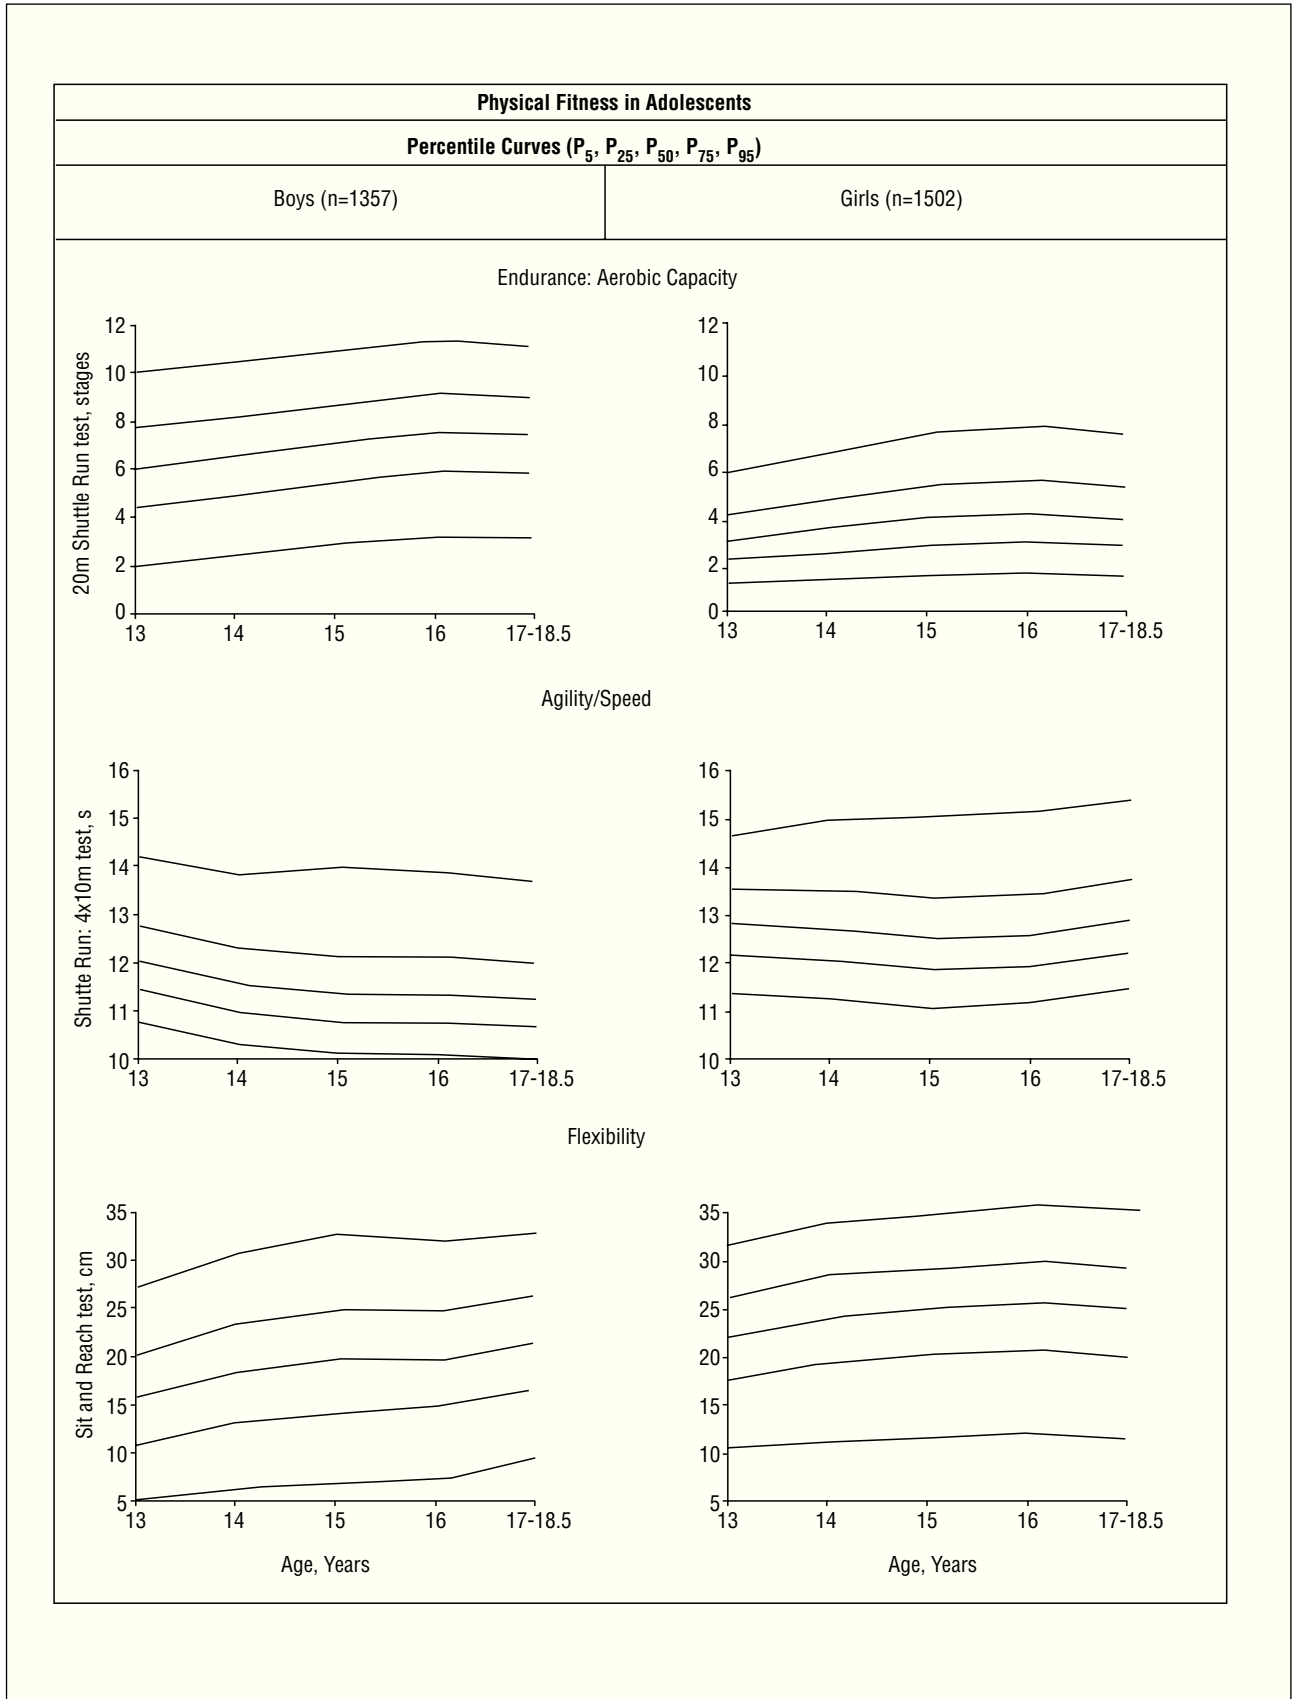 Physical Fitness in Adolescents
Percentile Curves (P5, P25, P50, P75, P95)
Boys (n=1357)
Girls (n=1502)
Endurance: Aerobic Capacity
20m Shuttle Run test, stages
12
10
8
6
4
2
0
13 14 15 16 17-18.5
12
10
8
6
4
2
0
13 14 15 16 17-18.5
Agility/Speed
Shutte Run: 4x10m test, s
16
15
14
13
12
11
10
13 14 15 16 17-18.5
16
15
14
13
12
11
10
13 14 15 16 17-18.5
Flexibility
Sit and Reach test, cm
35
30
25
20
15
10
5
13 14 15 16 17-18.5
Age, Years
35
30
25
20
15
10
5
13 14 15 16 17-18.5
Age, Years